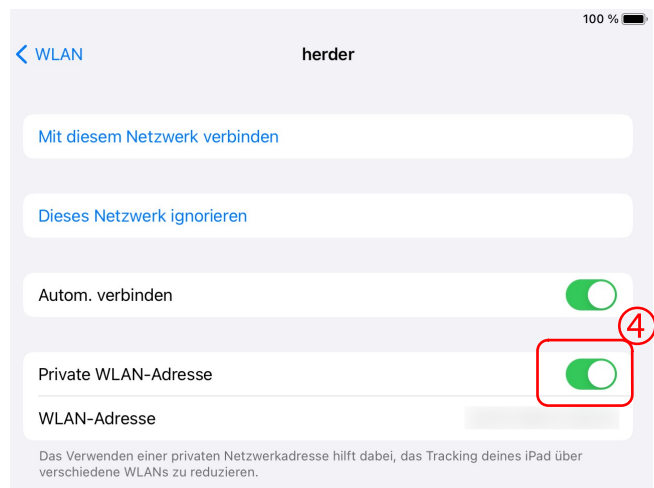 100 %
WLAN
herder
Mit diesem Netzwerk verbinden
Dieses Netzwerk ignorieren
Autom. verbinden
④
Private WLAN-Adresse
WLAN-Adresse
Das Verwenden einer privaten Netzwerkadresse hilft dabei, das Tracking deines iPad über
verschiedene WLANs zu reduzieren.